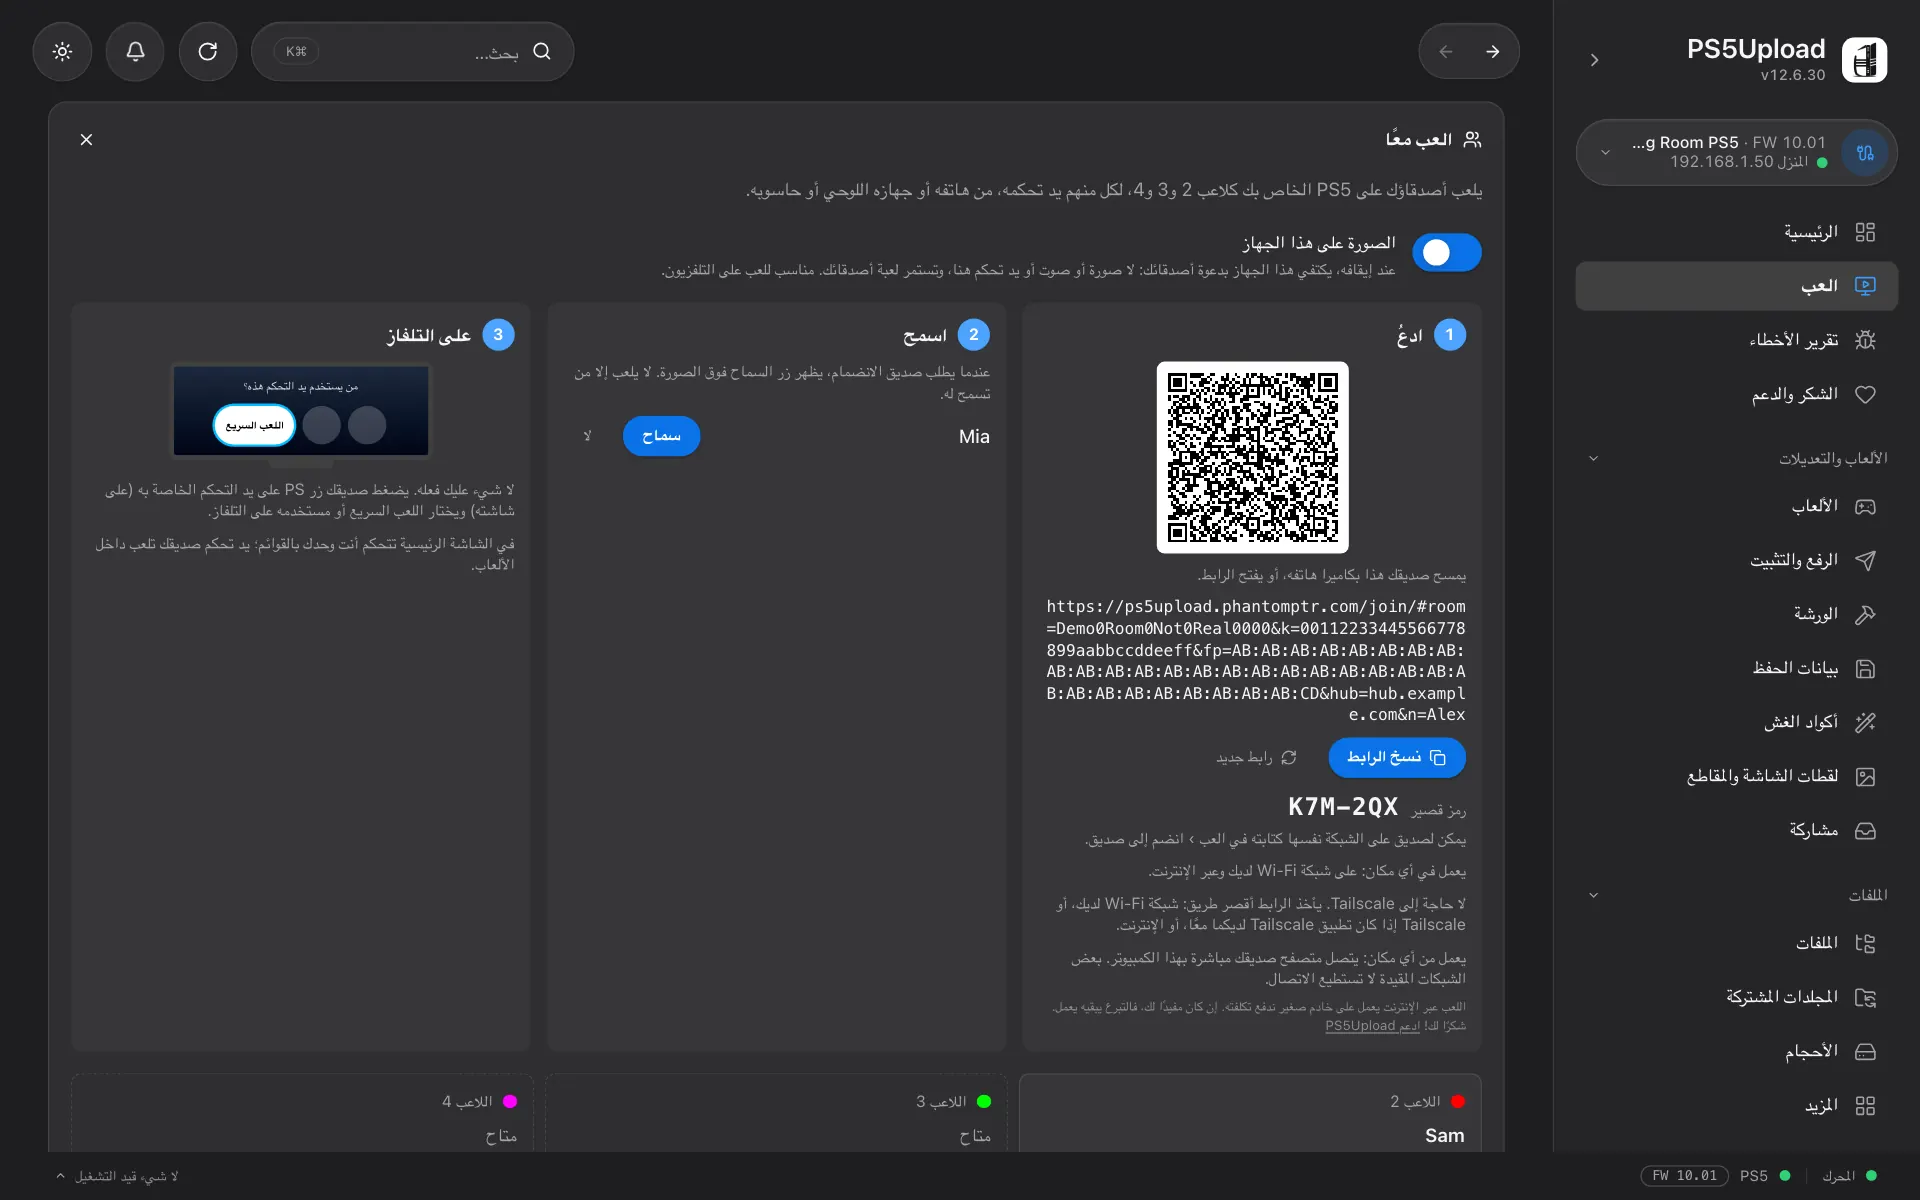 PS5Upload
v12.6.30
...g Room PS5 · FW 10.01
المنزل 192.168.1.50
الرئيسية
العب
تقرير الأخطاء
الشكر والدعم
الألعاب والتعديلات
الألعاب
الرفع والتثبيت
الورشة
بيانات الحفظ
أكواد الغش
لقطات الشاشة والمقاطع
مشاركة
الملفات
الملفات
المجلدات المشتركة
الأحجام
المزيد
بحث...
⌘K
العب معًا
يلعب أصدقاؤك على PS5 الخاص بك كلاعب 2 و3 و4، لكل منهم يد تحكمه، من هاتفه أو جهازه اللوحي أو حاسوبه.
الصورة على هذا الجهاز
عند إيقافه، يكتفي هذا الجهاز بدعوة أصدقائك: لا صورة أو صوت أو يد تحكم هنا، وتستمر لعبة أصدقائك. مناسب للعب على التلفزيون.
1 ادعُ
يمسح صديقك هذا بكاميرا هاتفه، أو يفتح الرابط.
https://ps5upload.phantomptr.com/join/#room
=Demo0Room0Not0Real0000&k=00112233445566778
899aabbccddeeff&fp=AB:AB:AB:AB:AB:AB:AB:AB:
AB:AB:AB:AB:AB:AB:AB:AB:AB:AB:AB:AB:AB:AB:A
B:AB:AB:AB:AB:AB:AB:AB:AB:CD&hub=hub.exampl
e.com&n=Alex
نسخ الرابط
رابط جديد
رمز قصير K7M-2QX
يمكن لصديق على الشبكة نفسها كتابته في العب › انضم إلى صديق.
يعمل في أي مكان: على شبكة Wi-Fi لديك وعبر الإنترنت.
لا حاجة إلى Tailscale. يأخذ الرابط أقصر طريق: شبكة Wi-Fi لديك، أو
Tailscale إذا كان تطبيق Tailscale لديكما معًا، أو الإنترنت.
يعمل من أي مكان: يتصل متصفح صديقك مباشرة بهذا الكمبيوتر. بعض
الشبكات المقيدة لا تستطيع الاتصال.
اللعب عبر الإنترنت يعمل على خادم صغير ندفع تكلفته. إن كان مفيدًا لك، فالتبرع يبقيه يعمل.
شكرًا لك! ادعم PS5Upload
2 اسمح
عندما يطلب صديق الانضمام، يظهر زر السماح فوق الصورة. لا يلعب إلا من
تسمح له.
Mia
سماح
لا
3 على التلفاز
من يستخدم يد التحكم هذه؟
اللعب السريع
لا شيء عليك فعله. يضغط صديقك زر PS على يد التحكم الخاصة به (على
شاشته) ويختار اللعب السريع أو مستخدمه على التلفاز.
في الشاشة الرئيسية تتحكم أنت وحدك بالقوائم؛ يد تحكم صديقك تلعب داخل
الألعاب.
اللاعب 2
Sam
اللاعب 3
متاح
اللاعب 4
متاح
المحرك
PS5
FW 10.01
لا شيء قيد التشغيل